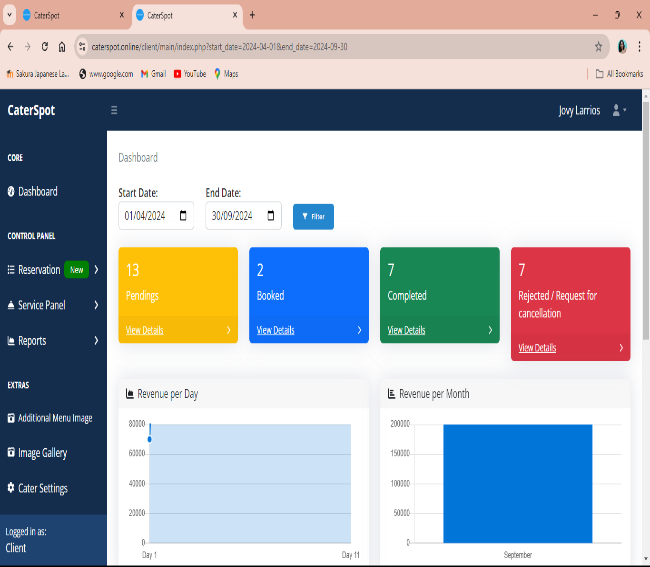 CaterSpot
CaterSpot
caterspot.online/client/main/index.php?start_date=2024-04-01&end_date=2024-09-30
Sakura Japanese La...
www.google.com
Gmail
YouTube
Maps
All Bookmarks
CaterSpot
Jovy Larrios
CORE
Dashboard
CONTROL PANEL
Reservation New
Service Panel
Reports
EXTRAS
Additional Menu Image
Image Gallery
Cater Settings
Logged in as:
Client
Dashboard
Start Date:
End Date:
01/04/2024
30/09/2024
Filter
13
Pendings
View Details
2
Booked
View Details
7
Completed
View Details
7
Rejected / Request for
cancellation
View Details
Revenue per Day
80000
60000
40000
20000
0
Day 1
Day 11
Revenue per Month
200000
150000
100000
50000
0
September